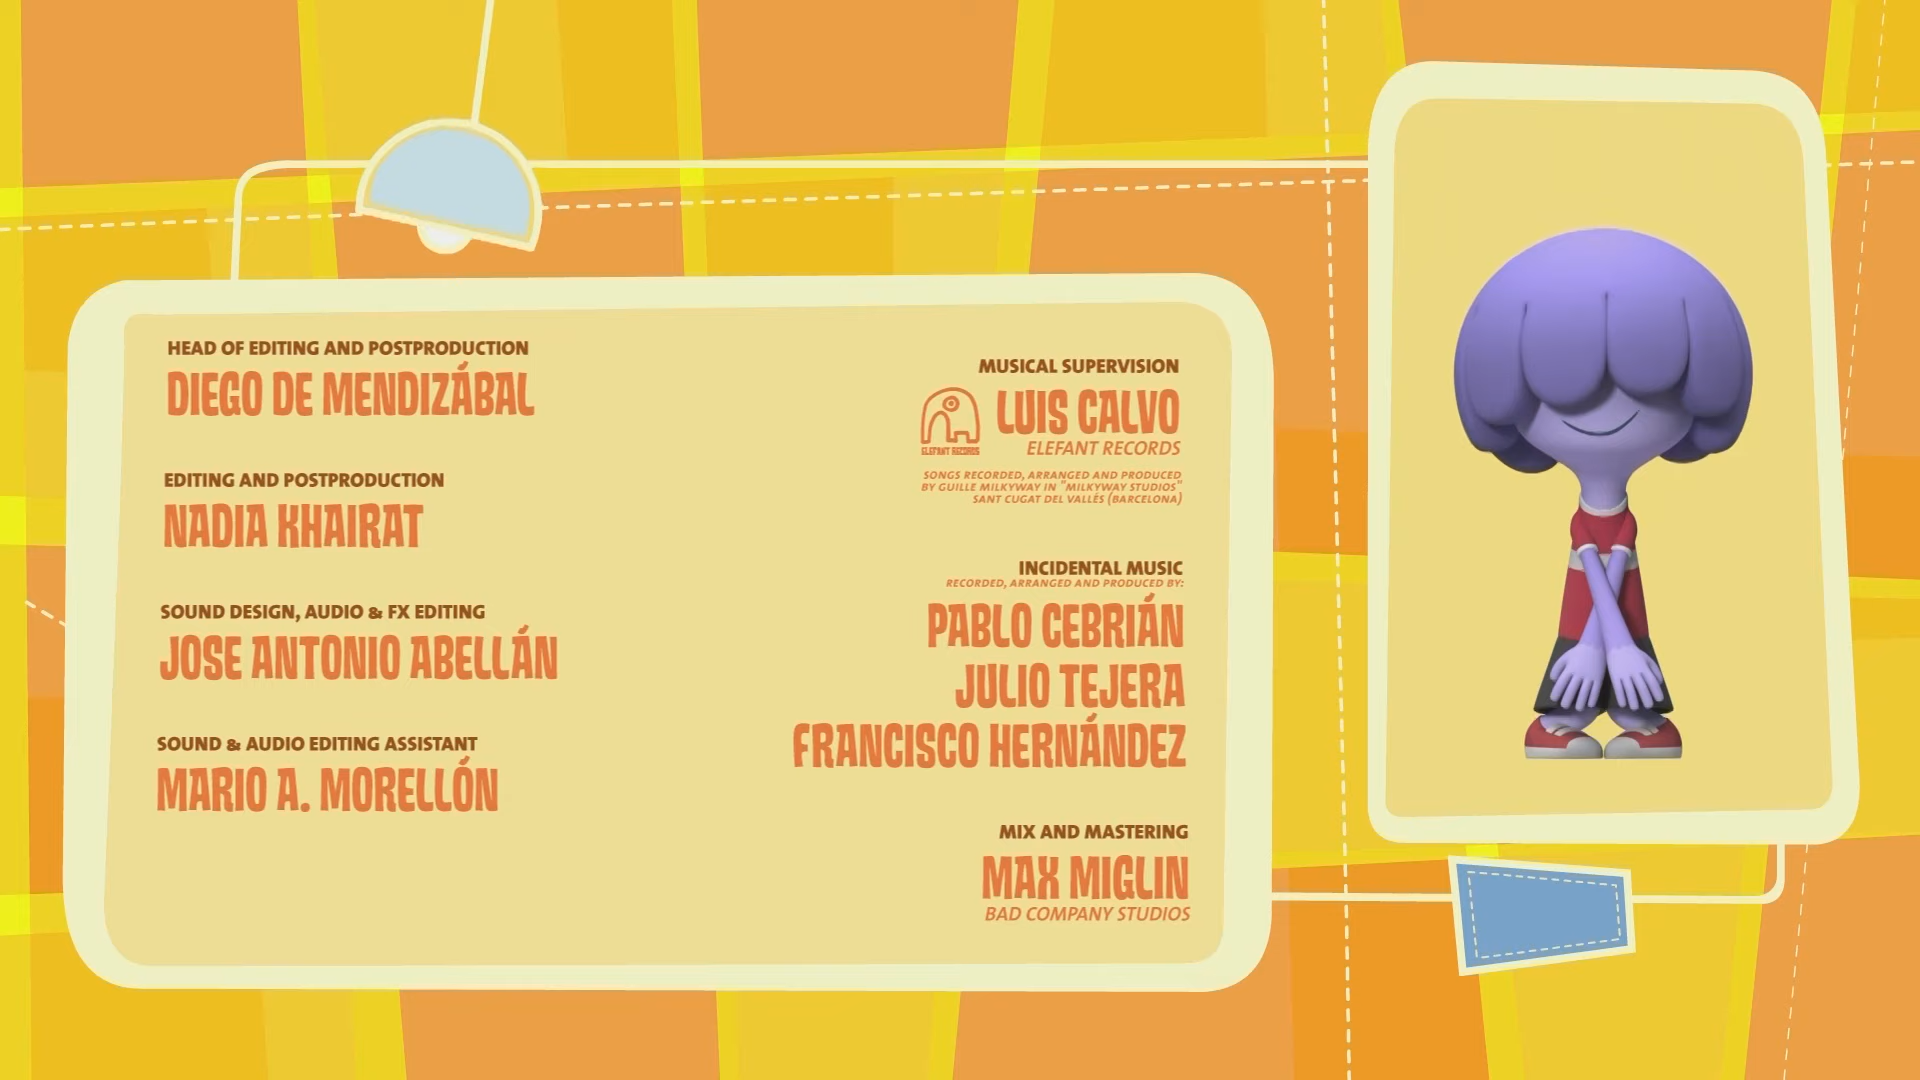 HEAD OF EDITING AND POSTPRODUCTION
DIEGO DE MENDIZÁBAL
EDITING AND POSTPRODUCTION
NADIA KHAIRAT
SOUND DESIGN, AUDIO & FX EDITING
JOSE ANTONIO ABELLÁN
SOUND & AUDIO EDITING ASSISTANT
MARIO A. MORELLÓN
MUSICAL SUPERVISION
LUIS CALVO
ELEFANT RECORDS
ELEFANT RECORDS
SONGS RECORDED, ARRANGED AND PRODUCED
BY GUILLE MILKYWAY IN "MILKYWAY STUDIOS"
SANT CUGAT DEL VALLÉS (BARCELONA)
INCIDENTAL MUSIC
RECORDED, ARRANGED AND PRODUCED BY:
PABLO CEBRIÁN
JULIO TEJERA
FRANCISCO HERNÁNDEZ
MIX AND MASTERING
MAX MIGLIN
BAD COMPANY STUDIOS